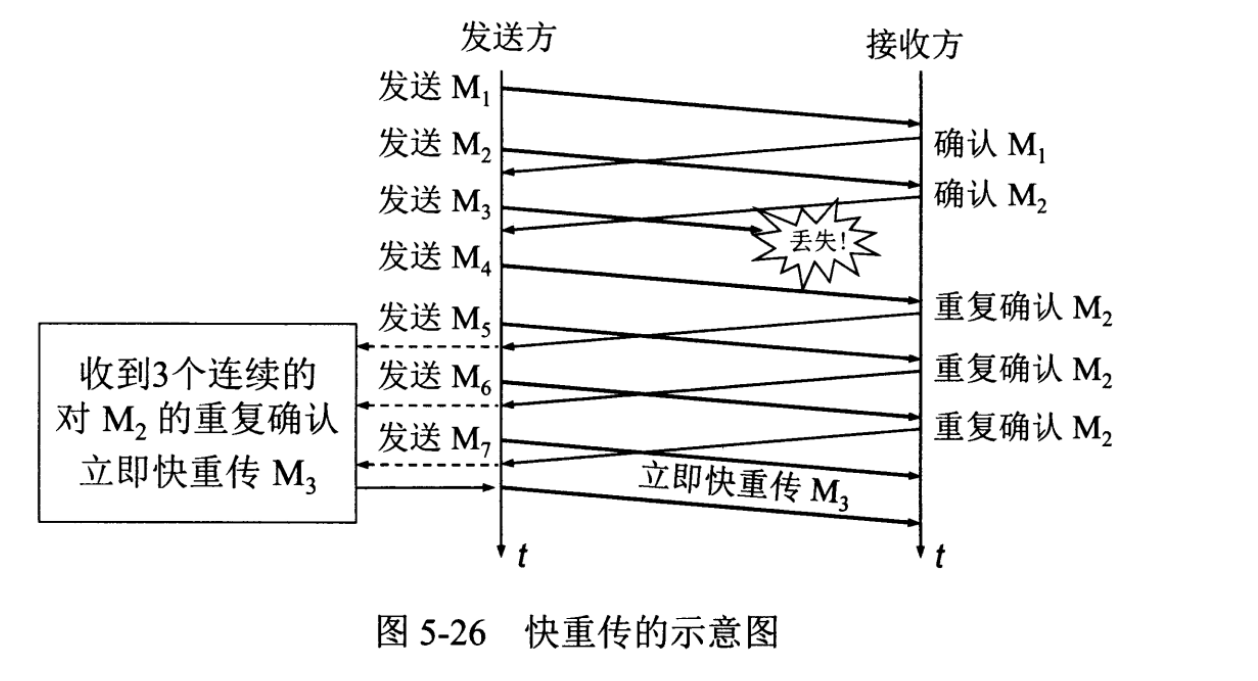 发送方
接收方
发送 M₁
确认 M₁
发送 M₂
确认 M₂
发送 M₃
丢失!
发送 M₄
重复确认 M₂
发送 M₅
重复确认 M₂
发送 M₆
重复确认 M₂
发送 M₇
收到3个连续的
对 M₂ 的重复确认
立即快重传 M₃
立即快重传 M₃
t
t
图 5-26 快重传的示意图